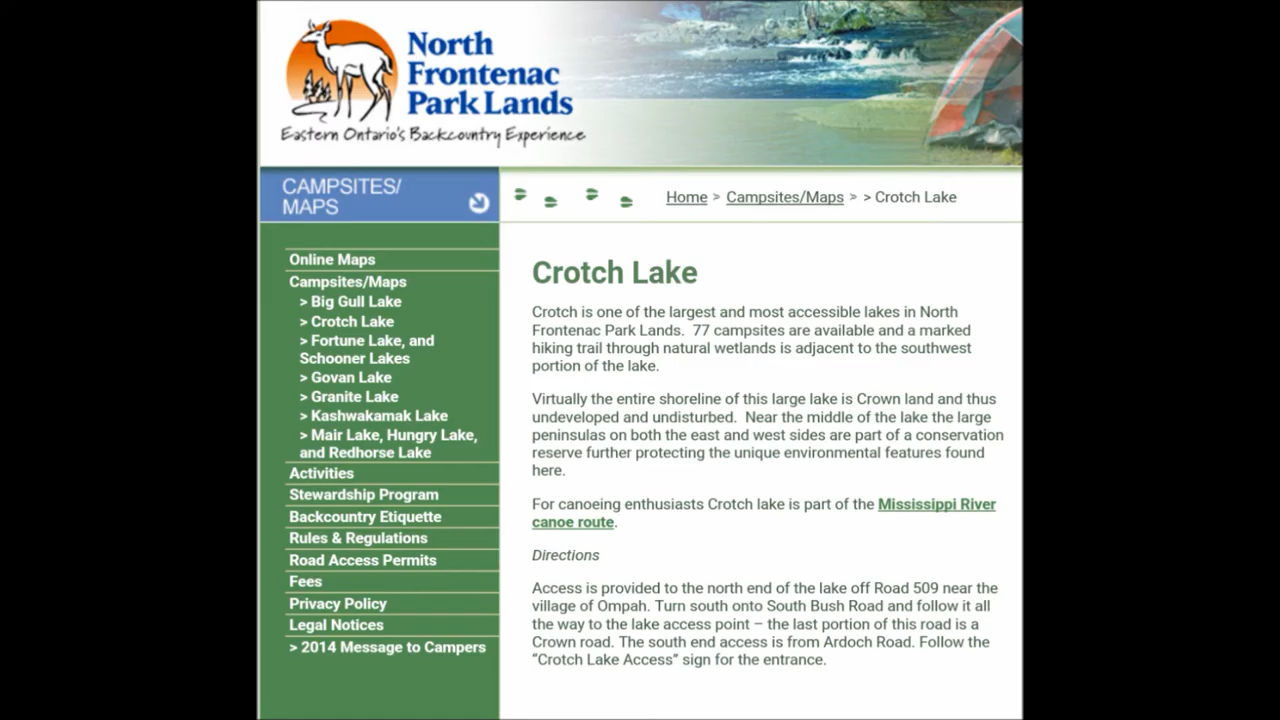 North
Frontenac
Park Lands
Eastern Ontario's Backcountry Experience
CAMPSITES/
MAPS
Home > Campsites/Maps > > Crotch Lake
Online Maps
Campsites/Maps
> Big Gull Lake
> Crotch Lake
> Fortune Lake, and
Schooner Lakes
> Govan Lake
> Granite Lake
> Kashwakamak Lake
> Mair Lake, Hungry Lake,
and Redhorse Lake
Activities
Stewardship Program
Backcountry Etiquette
Rules & Regulations
Road Access Permits
Fees
Privacy Policy
Legal Notices
> 2014 Message to Campers
Crotch Lake
Crotch is one of the largest and most accessible lakes in North
Frontenac Park Lands.  77 campsites are available and a marked
hiking trail through natural wetlands is adjacent to the southwest
portion of the lake.
Virtually the entire shoreline of this large lake is Crown land and thus
undeveloped and undisturbed.  Near the middle of the lake the large
peninsulas on both the east and west sides are part of a conservation
reserve further protecting the unique environmental features found
here.
For canoeing enthusiasts Crotch lake is part of the Mississippi River
canoe route.
Directions
Access is provided to the north end of the lake off Road 509 near the
village of Ompah. Turn south onto South Bush Road and follow it all
the way to the lake access point – the last portion of this road is a
Crown road. The south end access is from Ardoch Road. Follow the
“Crotch Lake Access” sign for the entrance.